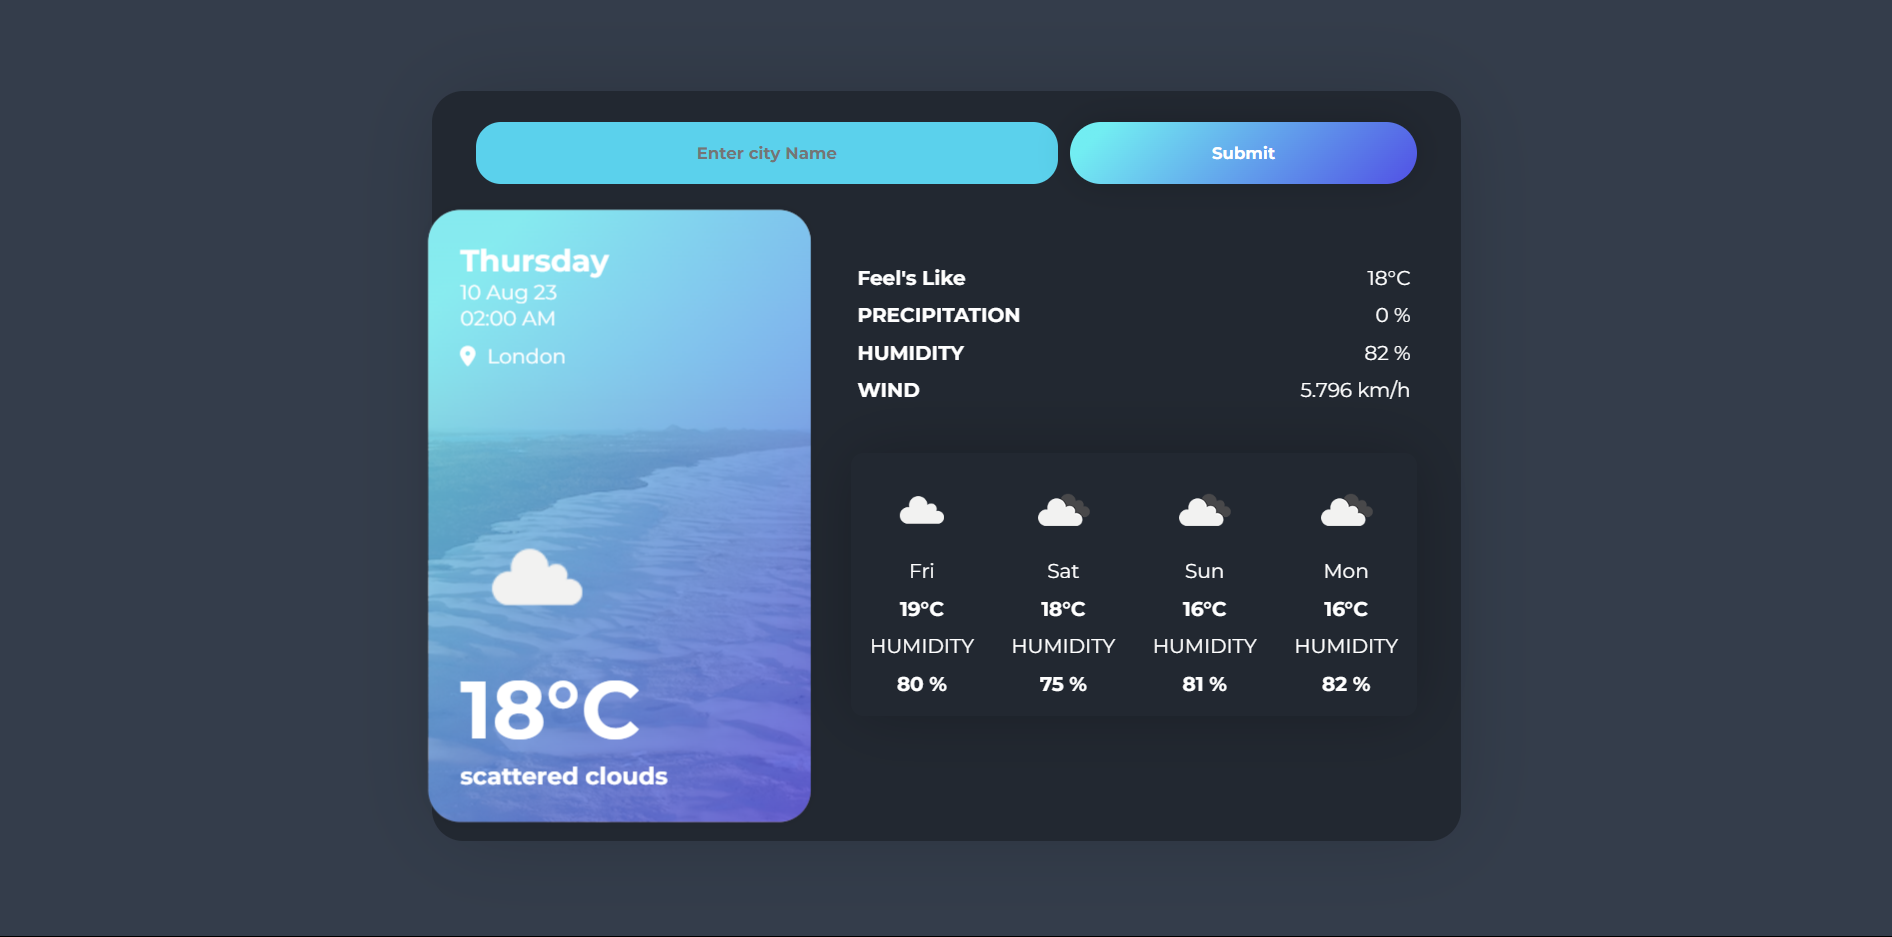 Enter city Name
Submit
Thursday
10 Aug 23
02:00 AM
London
18°C
scattered clouds
Feel's Like 18°C
PRECIPITATION 0 %
HUMIDITY 82 %
WIND 5.796 km/h
Fri Sat Sun Mon
19°C 18°C 16°C 16°C
HUMIDITY HUMIDITY HUMIDITY HUMIDITY
80 % 75 % 81 % 82 %